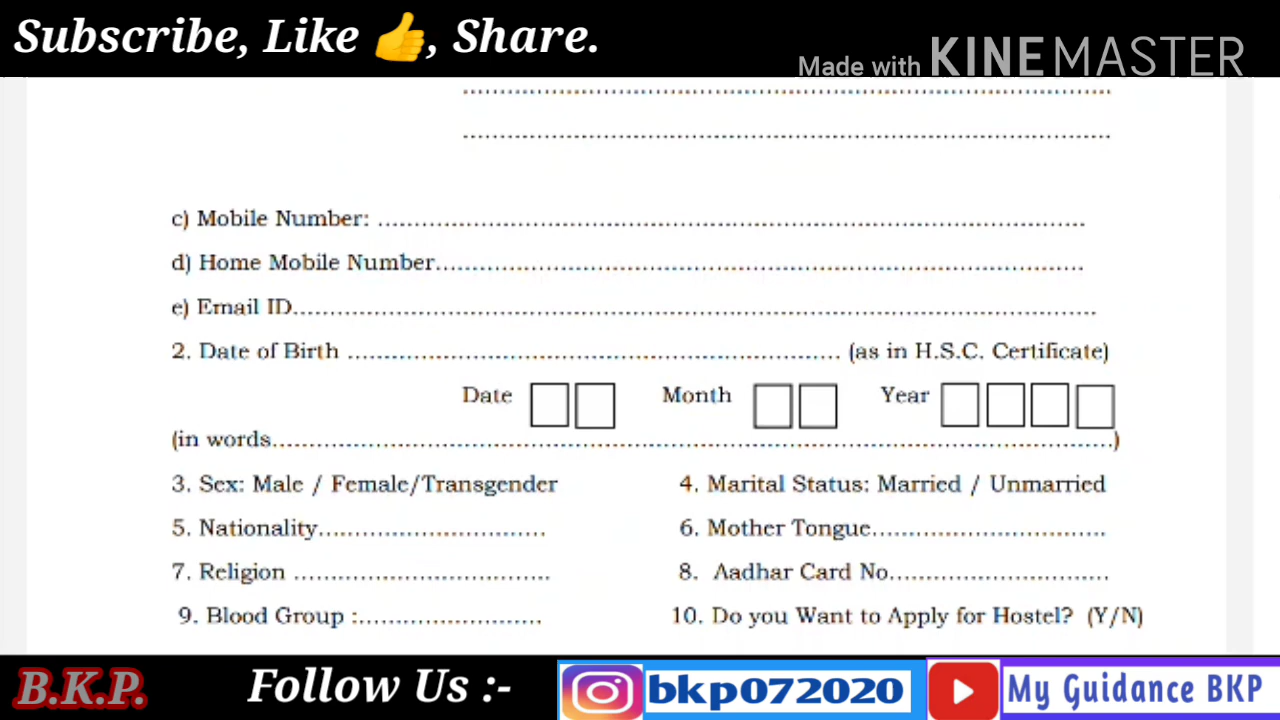 Subscribe, Like 👍, Share.
Made with KINEMASTER
........................................................................................
........................................................................................
c) Mobile Number: ................................................................................................
d) Home Mobile Number........................................................................................
e) Email ID.............................................................................................................
2. Date of Birth ................................................................... (as in H.S.C. Certificate)
Date Month Year
(in words..................................................................................................................)
3. Sex: Male / Female/Transgender 4. Marital Status: Married / Unmarried
5. Nationality............................... 6. Mother Tongue................................
7. Religion ................................... 8. Aadhar Card No..............................
9. Blood Group :......................... 10. Do you Want to Apply for Hostel? (Y/N)
B.K.P. Follow Us :- bkp072020 My Guidance BKP